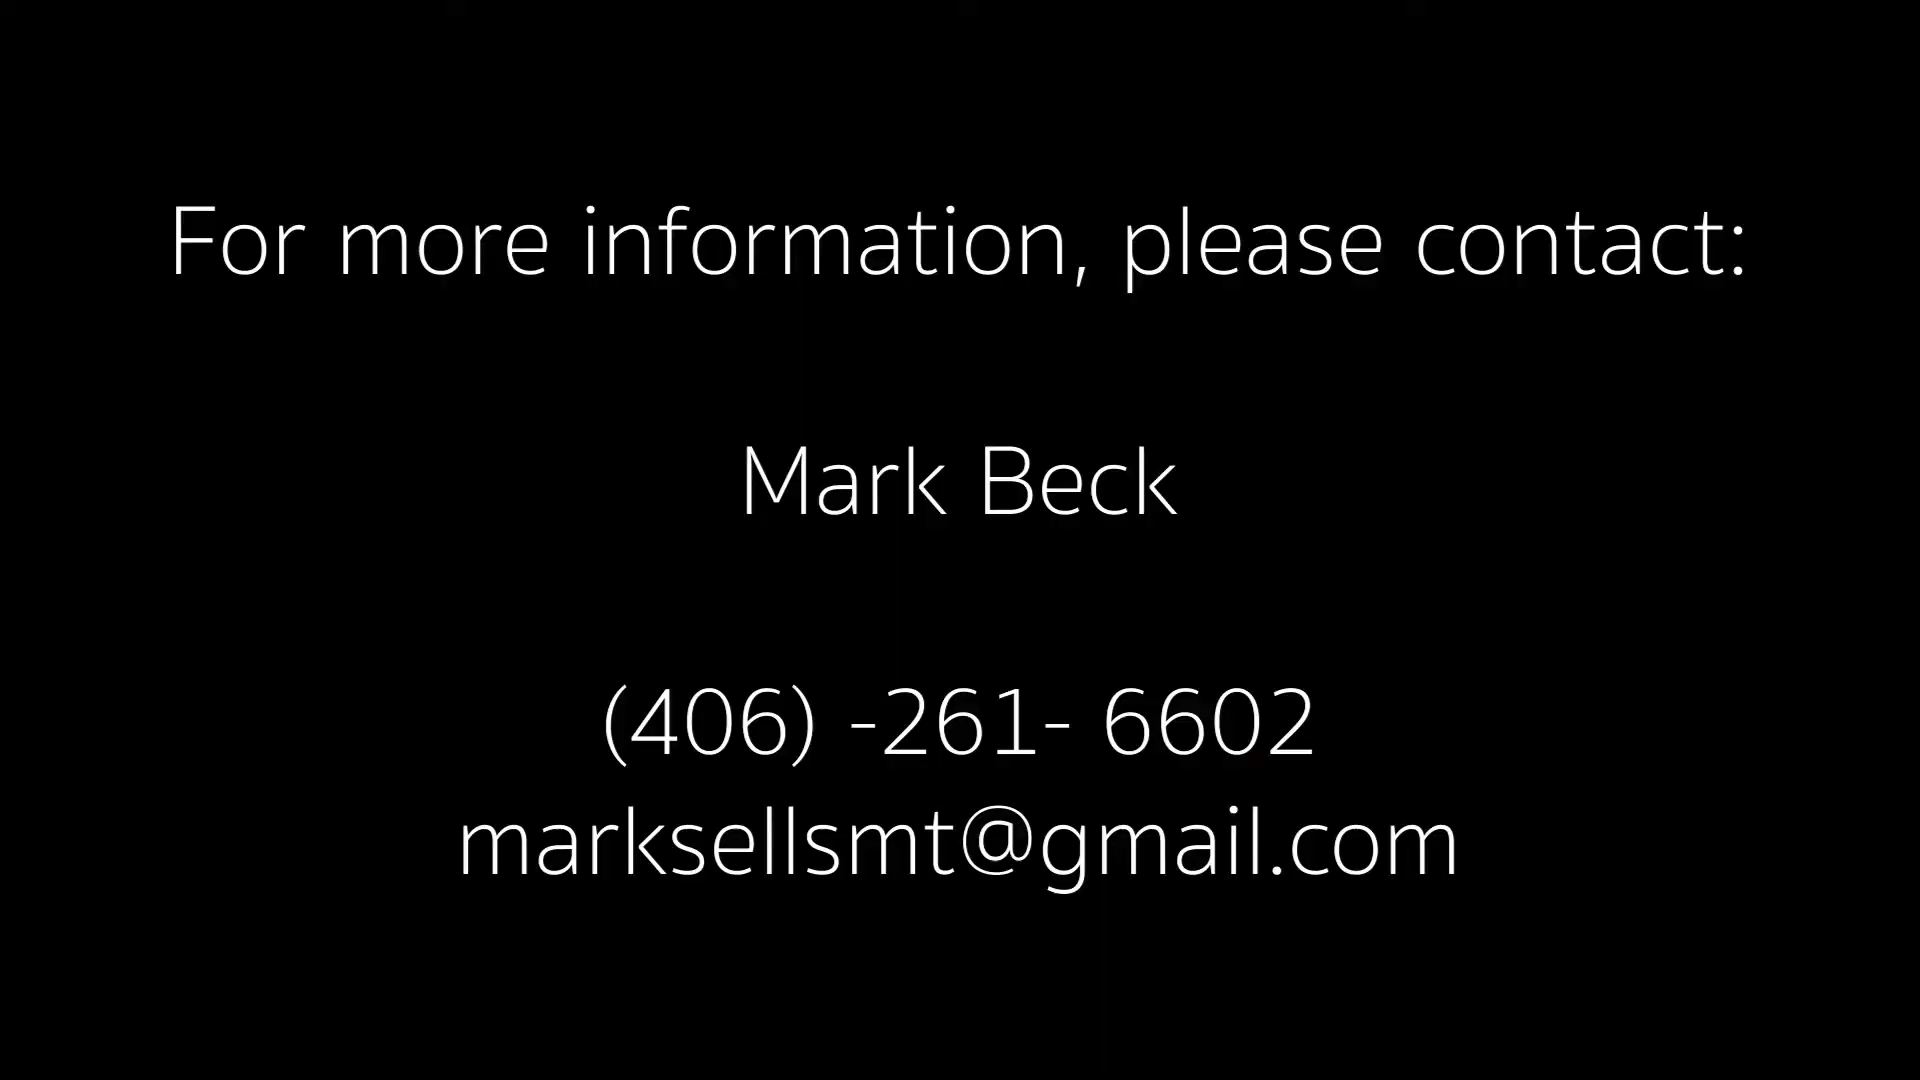 For more information, please contact:
Mark Beck
(406) -261- 6602
marksellsmt@gmail.com